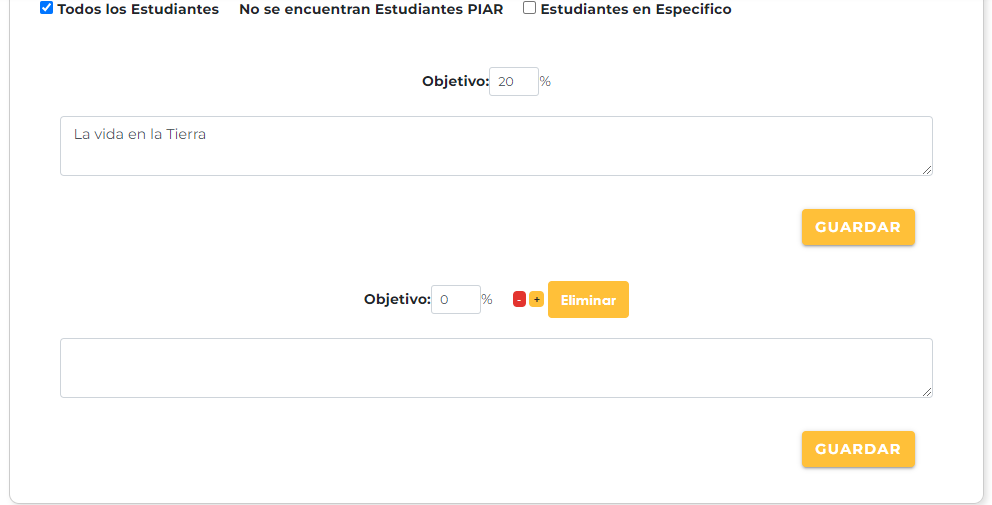 Todos los Estudiantes No se encuentran Estudiantes PIAR Estudiantes en Especifico
Objetivo: 20 %
La vida en la Tierra
GUARDAR
Objetivo: 0 % - + Eliminar
GUARDAR